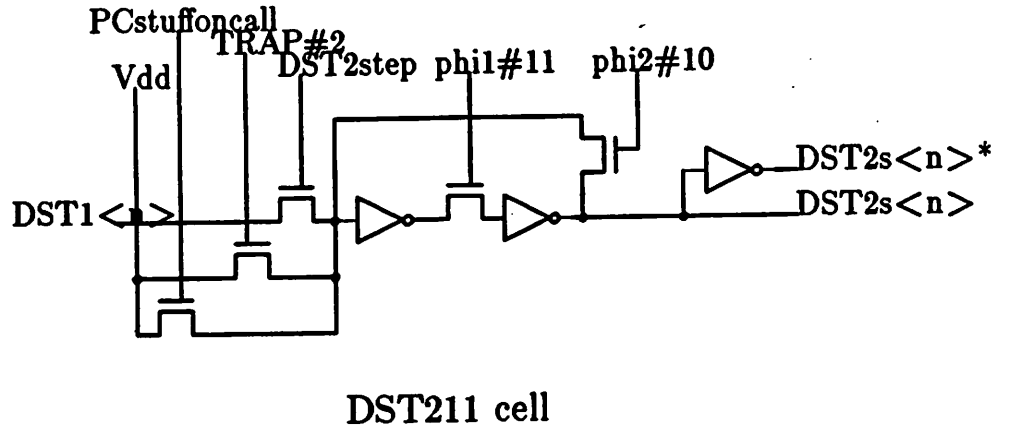 PCstuffoncall
TRAP#2
DST2step phi1#11 phi2#10
Vdd
DST2s<n>*
DST2s<n>
DST1<n>
DST211 cell